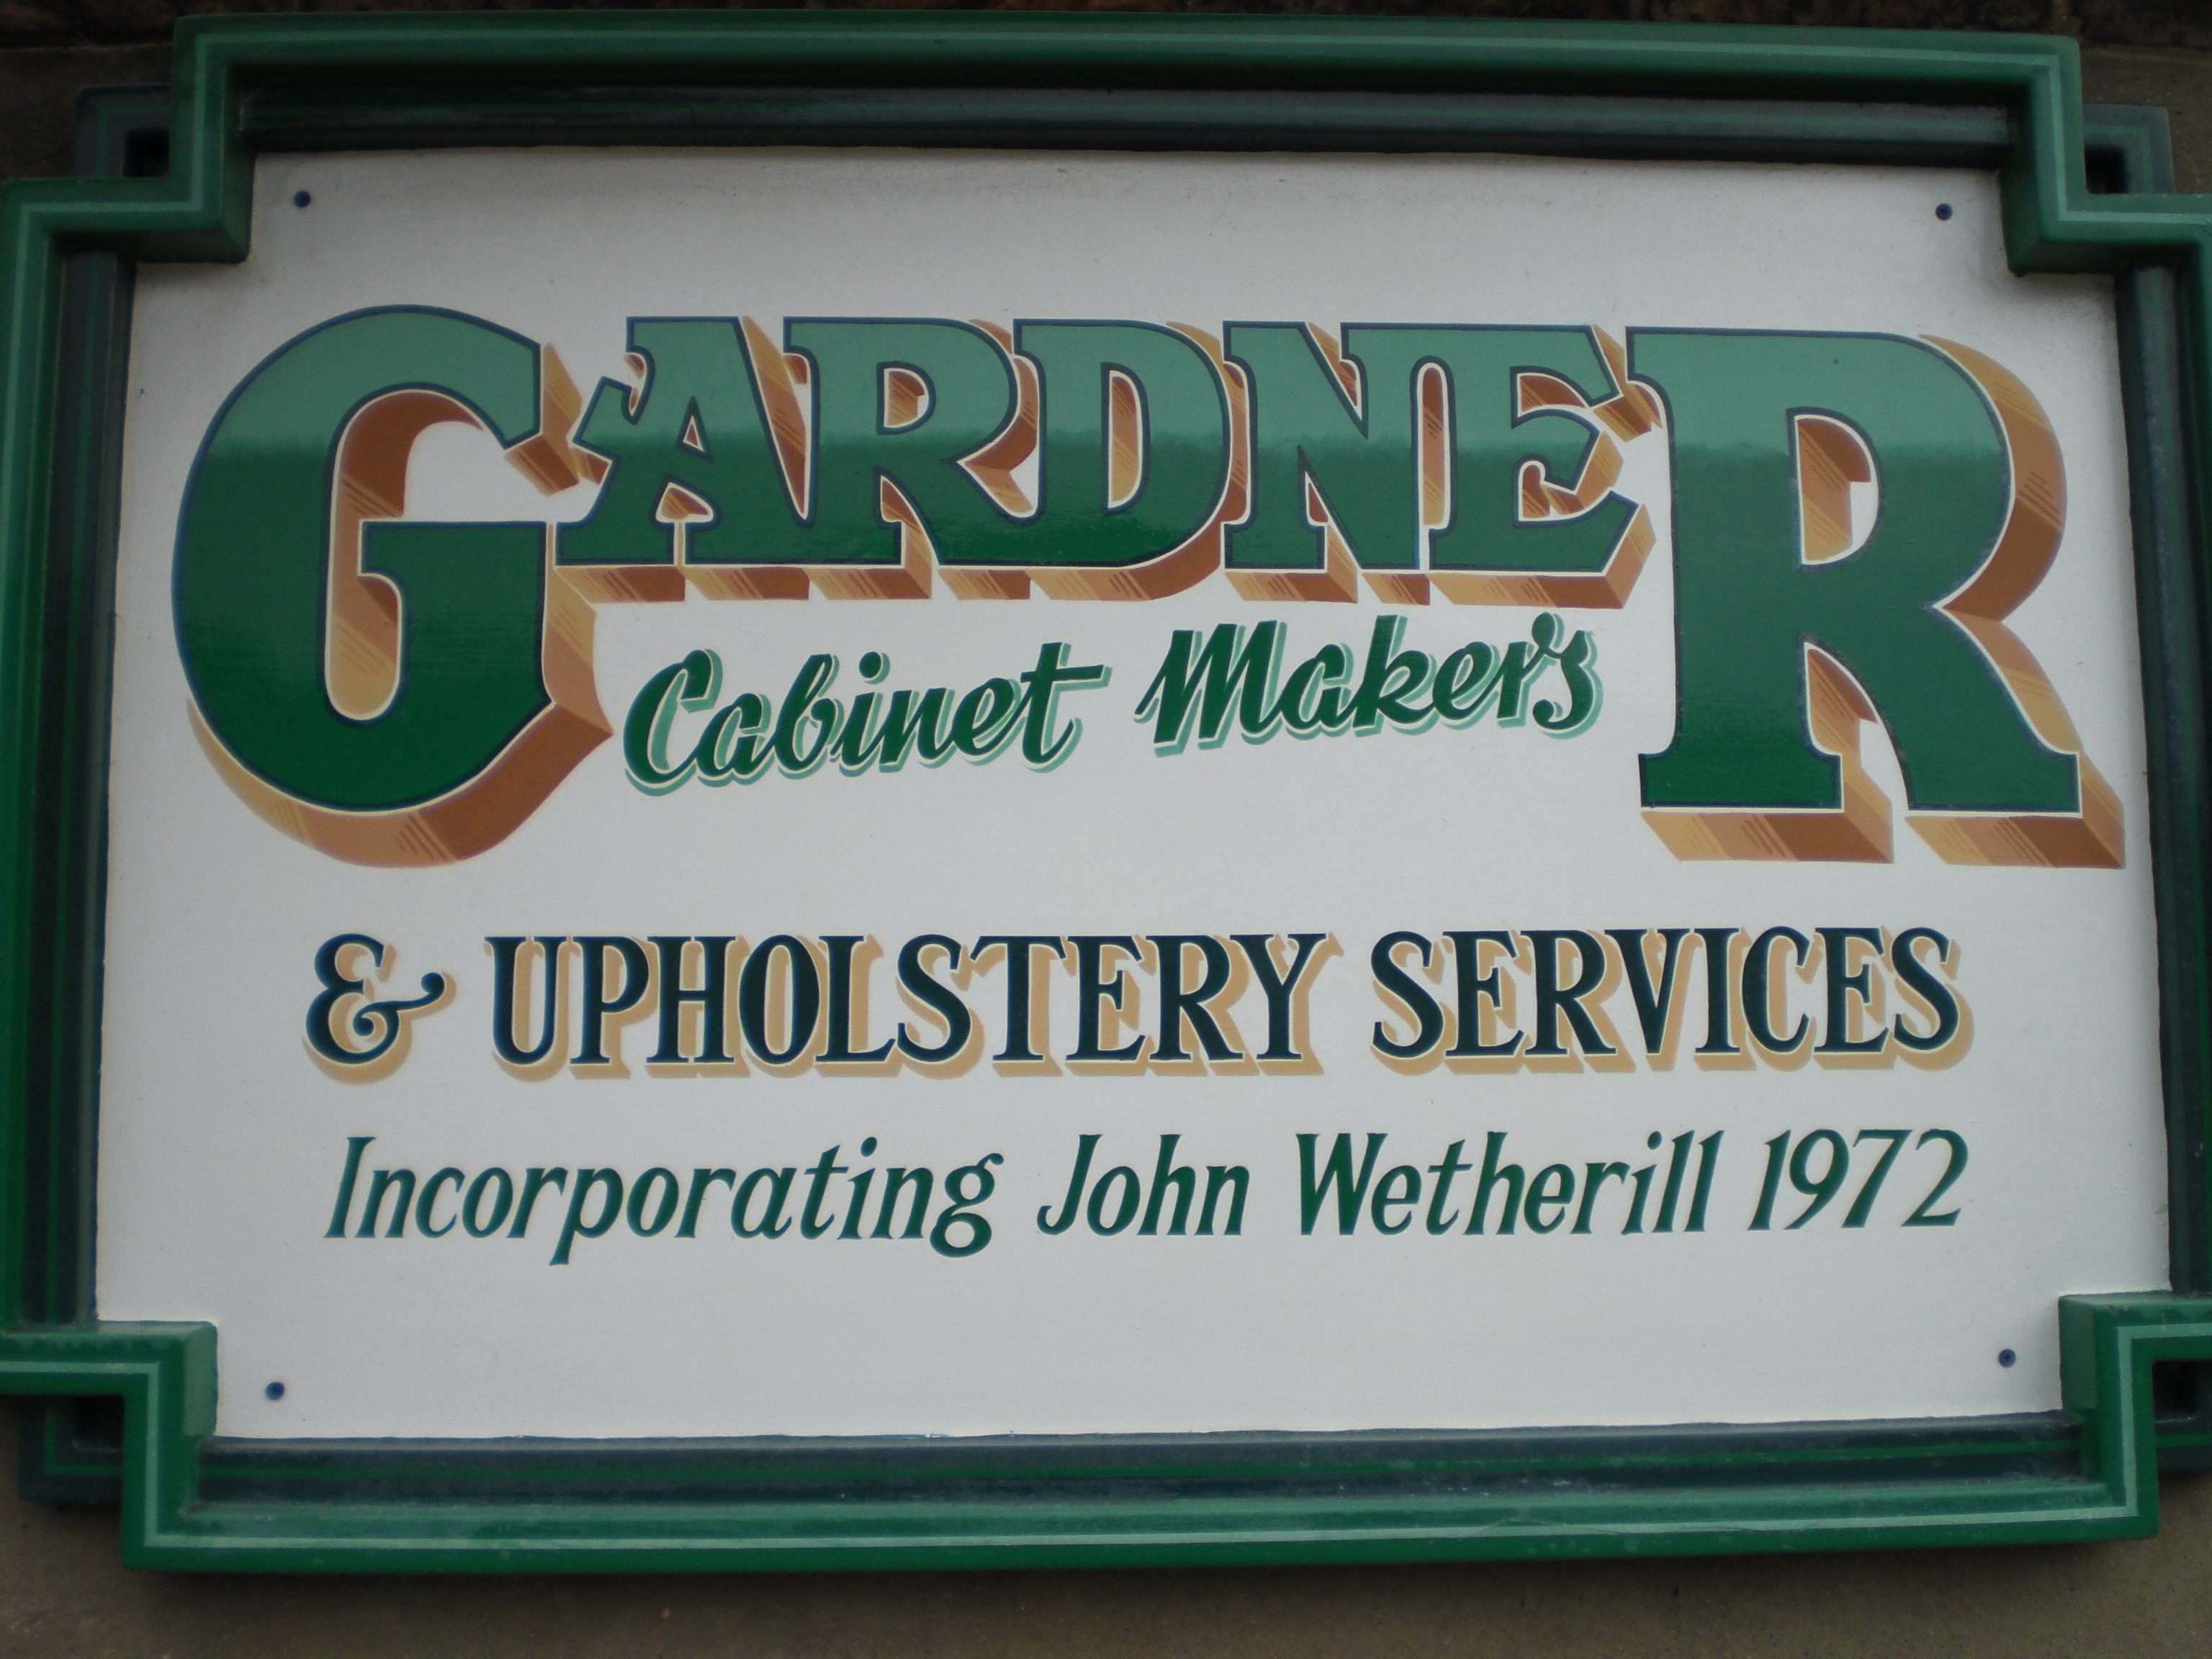 GARDNER
Cabinet Makers
& UPHOLSTERY SERVICES
Incorporating John Wetherill 1972